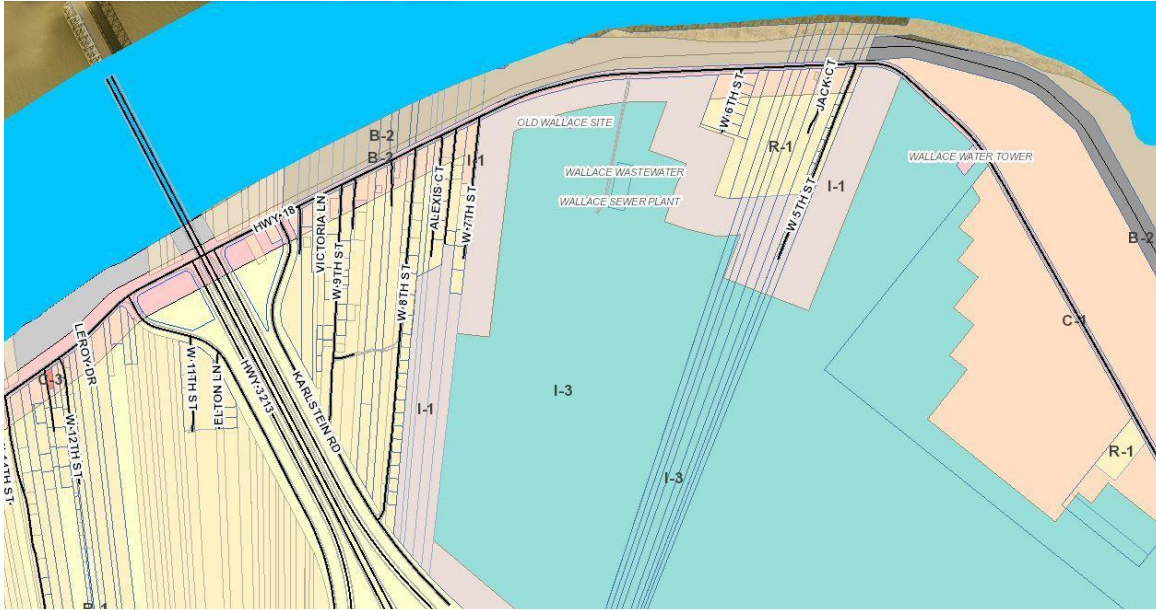 B-2
B-2
I-1
OLD WALLACE SITE
W 6TH ST
JACK CT
R-1
WALLACE WATER TOWER
WALLACE WASTEWATER
WALLACE SEWER PLANT
I-1
W 5TH ST
ALEXIS CT
W 7TH ST
HWY 18
VICTORIA LN
W 9TH ST
W 8TH ST
B-2
C-1
LEROY DR
C-3
W 11TH ST
ELTON LN
HWY 3213
KARLSTEIN RD
I-1
I-3
W 12TH ST
R-1
I-3